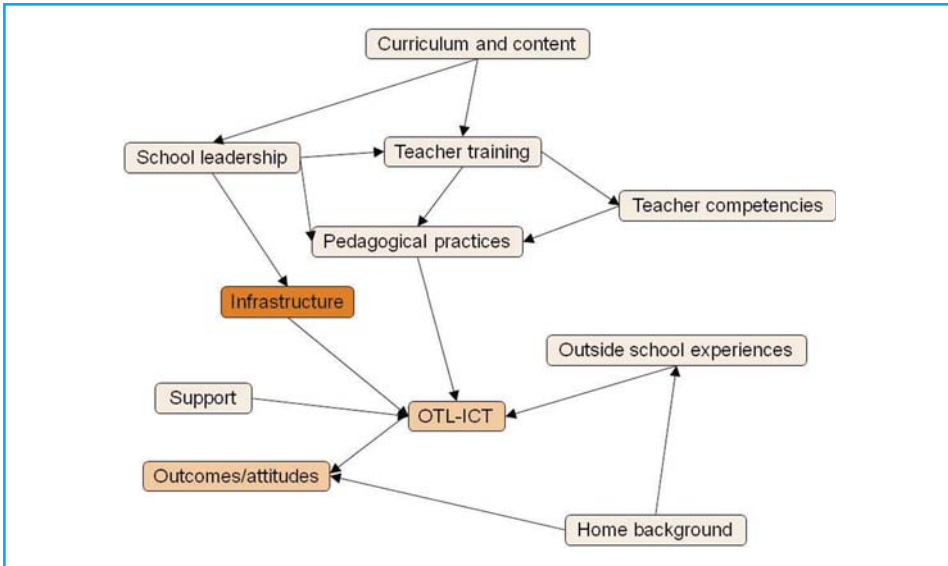 Curriculum and content
School leadership
Teacher training
Teacher competencies
Pedagogical practices
Infrastructure
Outside school experiences
Support
OTL-ICT
Outcomes/attitudes
Home background